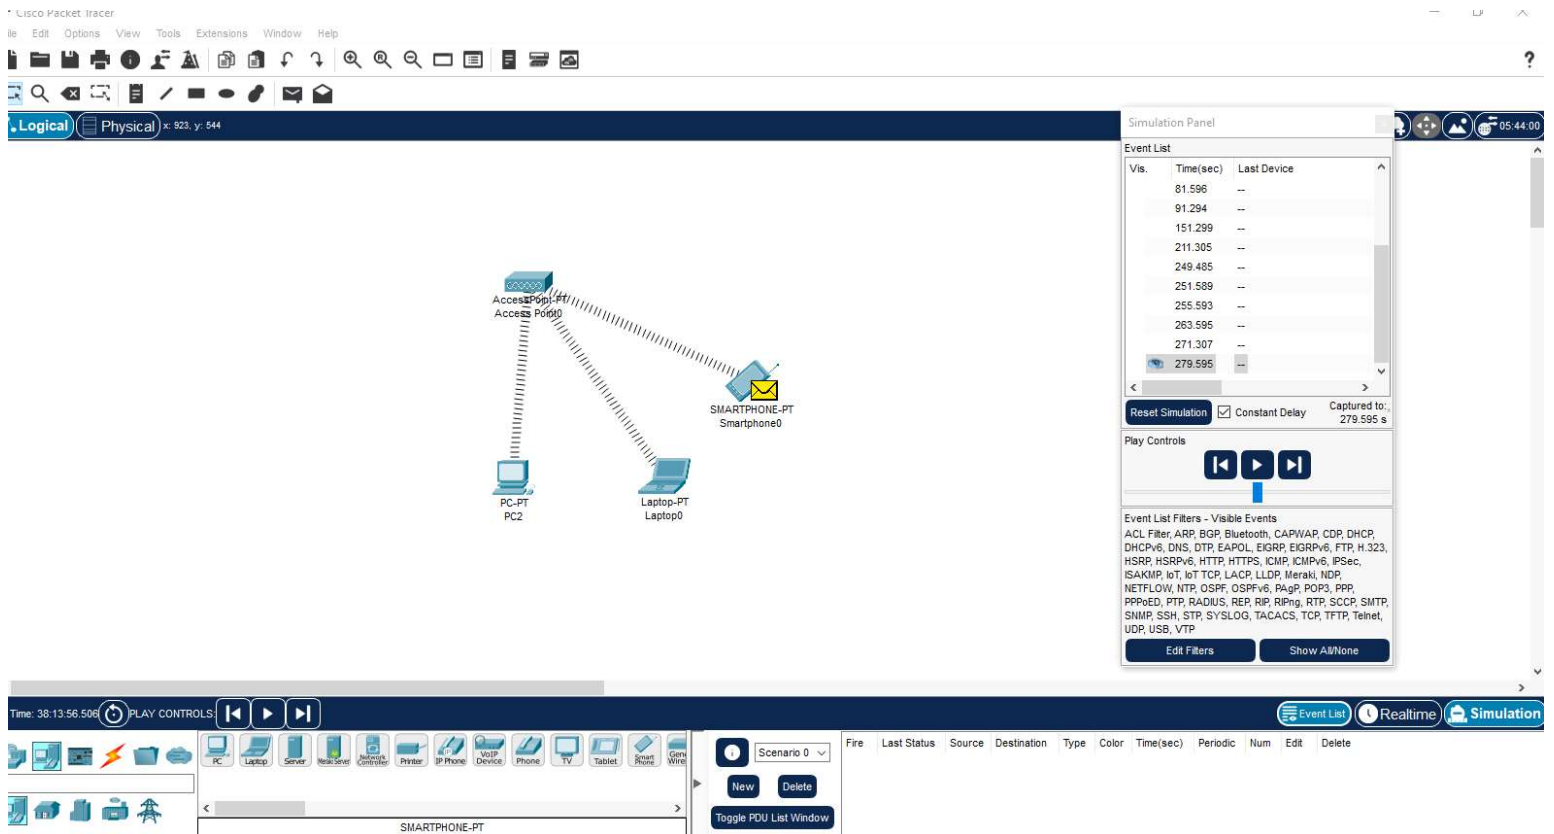 Cisco Packet Tracer
Edit Options View Tools Extensions Window Help
Logical Physical x: 923, y: 544
05:44:00
Simulation Panel
Event List
Vis. Time(sec) Last Device
81.596 --
91.294 --
151.299 --
211.305 --
249.485 --
251.589 --
255.593 --
263.595 --
271.307 --
279.595 --
Reset Simulation Constant Delay Captured to:
279.595 s
Play Controls
Event List Filters - Visible Events
ACL Filter, ARP, BGP, Bluetooth, CAPWAP, CDP, DHCP,
DHCPv6, DNS, DTP, EAPOL, EIGRP, EIGRPv6, FTP, H.323,
HSRP, HSRPv6, HTTP, HTTPS, ICMP, ICMPv6, IPSec,
ISAKMP, IoT, IoT TCP, LACP, LLDP, Meraki, NDP,
NETFLOW, NTP, OSPF, OSPFv6, PAgP, POP3, PPP,
PPPoED, PTP, RADIUS, REP, RIP, RIPng, RTP, SCCP, SMTP,
SNMP, SSH, STP, SYSLOG, TACACS, TCP, TFTP, Telnet,
UDP, USB, VTP
Edit Filters Show All/None
AccessPoint-PT
Access Point0
SMARTPHONE-PT
Smartphone0
PC-PT
PC2
Laptop-PT
Laptop0
Time: 38:13:56.506 PLAY CONTROLS:
Event List Realtime Simulation
PC Laptop Server Meraki Server Network Controller Printer IP Phone VoIP Device Phone TV Tablet Smart Phone
SMARTPHONE-PT
Scenario 0
New Delete
Toggle PDU List Window
Fire Last Status Source Destination Type Color Time(sec) Periodic Num Edit Delete